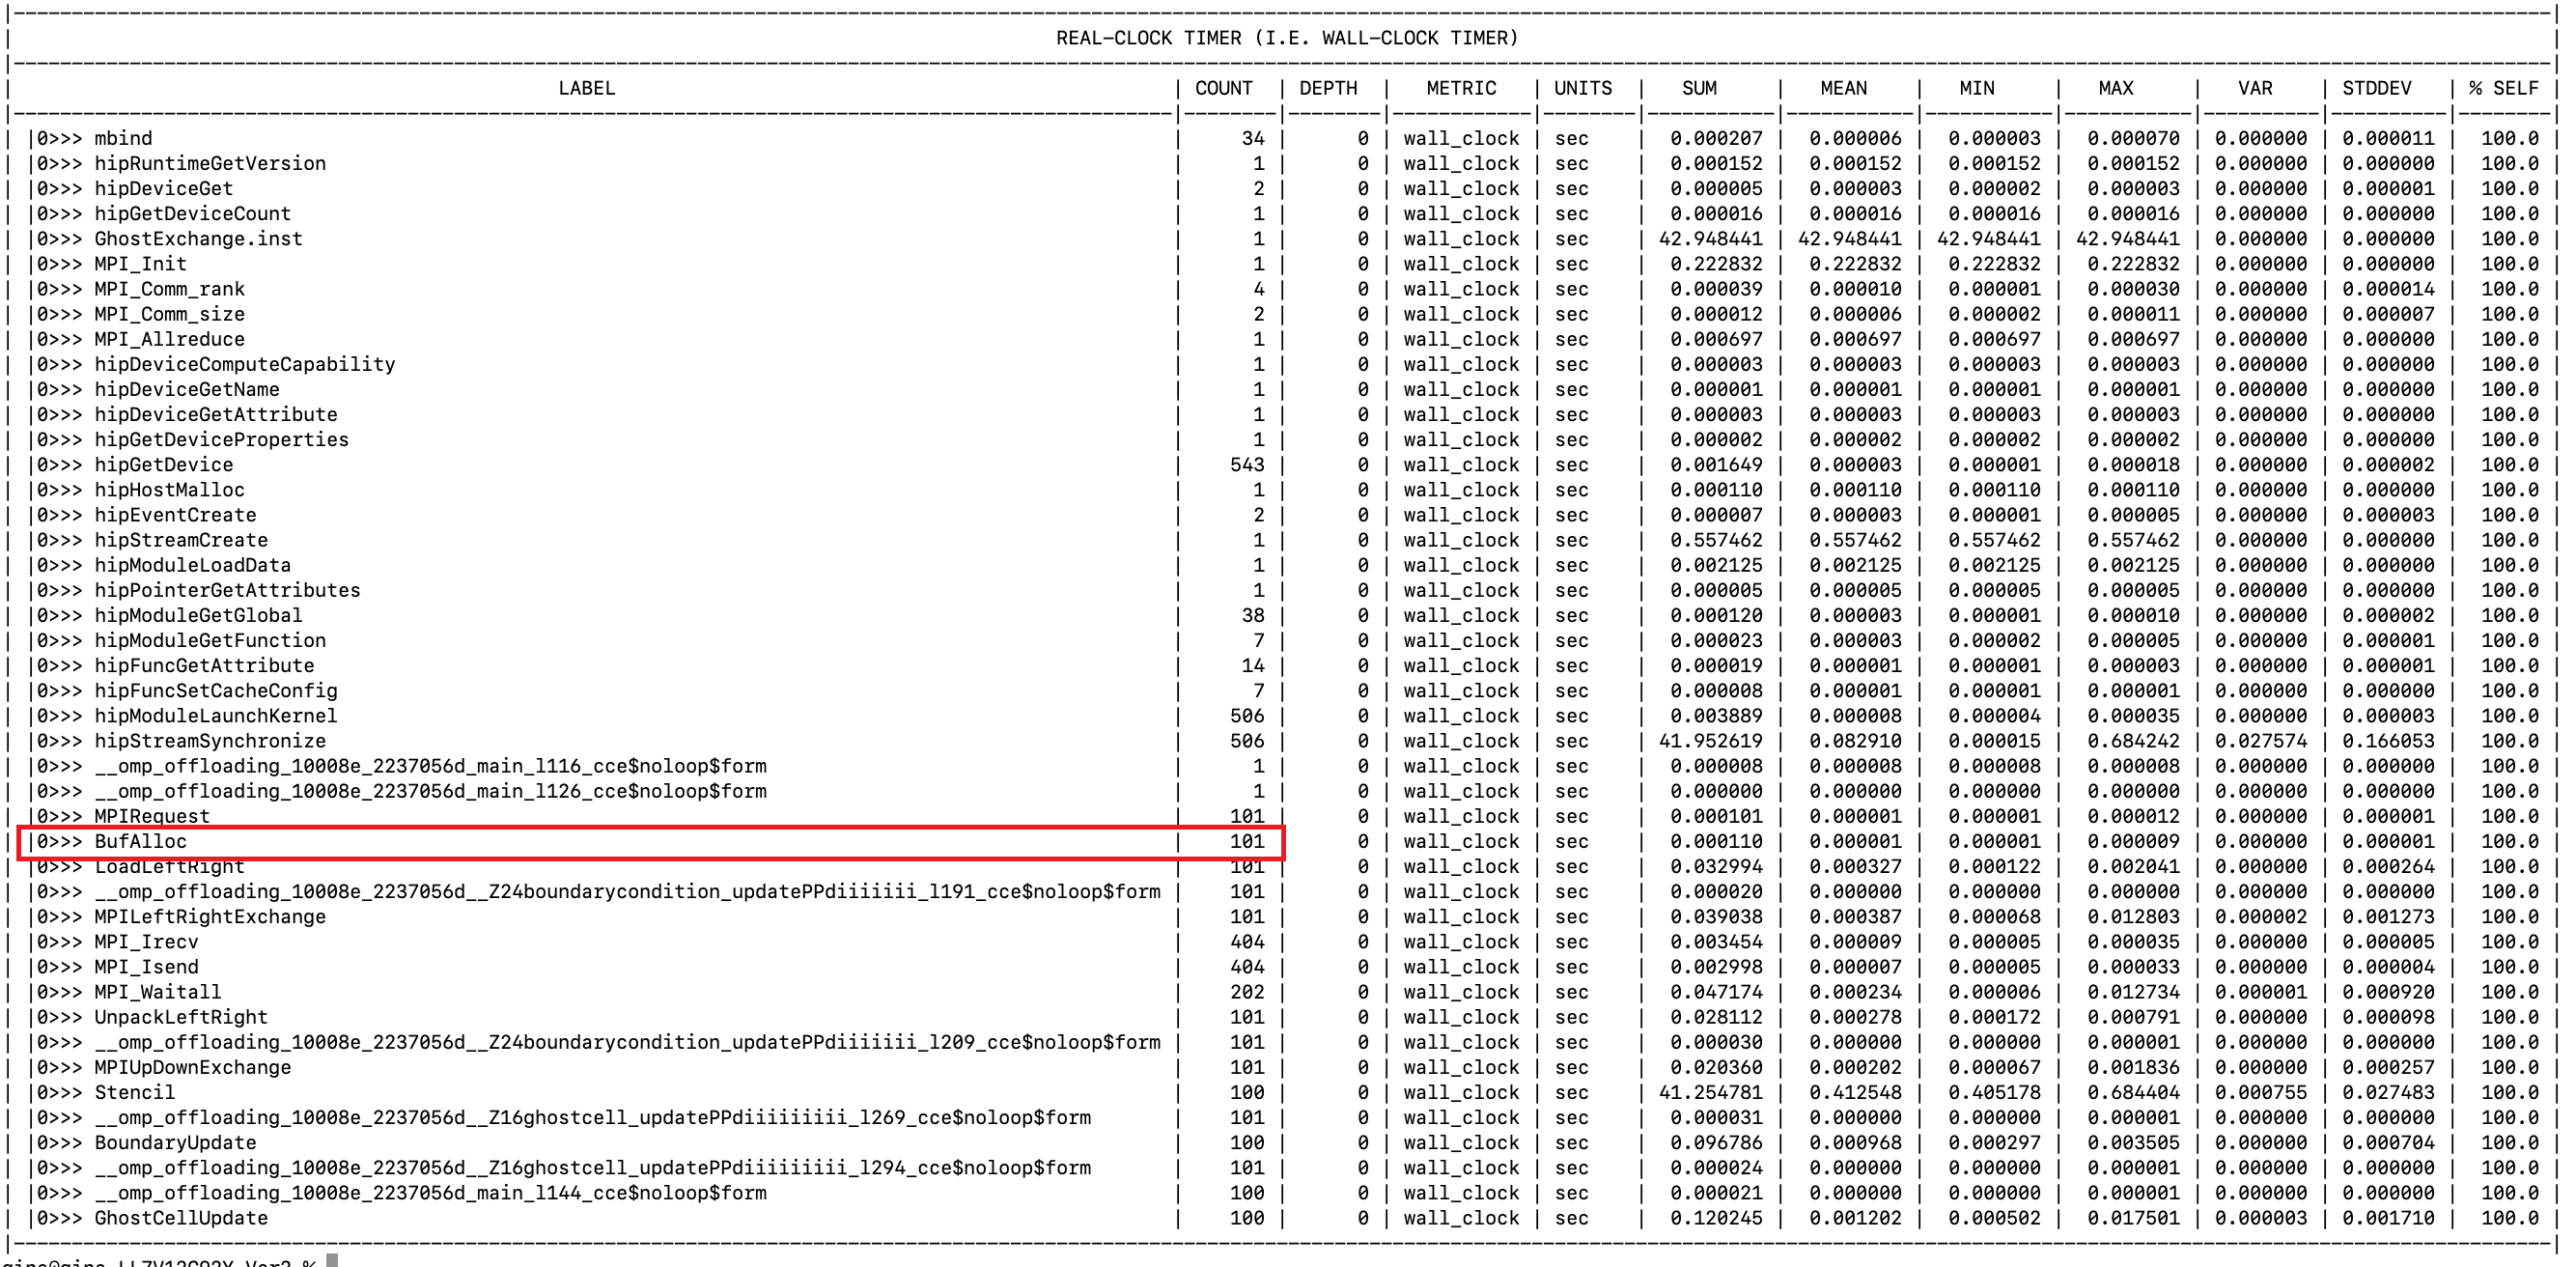 REAL-CLOCK TIMER (I.E. WALL-CLOCK TIMER)
| LABEL | COUNT | DEPTH | METRIC | UNITS | SUM | MEAN | MIN | MAX | VAR | STDDEV | % SELF |
| |0>>> mbind | 34 | 0 | wall_clock | sec | 0.000207 | 0.000006 | 0.000003 | 0.000070 | 0.000000 | 0.000011 | 100.0 |
| |0>>> hipRuntimeGetVersion | 1 | 0 | wall_clock | sec | 0.000152 | 0.000152 | 0.000152 | 0.000152 | 0.000000 | 0.000000 | 100.0 |
| |0>>> hipDeviceGet | 2 | 0 | wall_clock | sec | 0.000005 | 0.000003 | 0.000002 | 0.000003 | 0.000000 | 0.000001 | 100.0 |
| |0>>> hipGetDeviceCount | 1 | 0 | wall_clock | sec | 0.000016 | 0.000016 | 0.000016 | 0.000016 | 0.000000 | 0.000000 | 100.0 |
| |0>>> GhostExchange.inst | 1 | 0 | wall_clock | sec | 42.948441 | 42.948441 | 42.948441 | 42.948441 | 0.000000 | 0.000000 | 100.0 |
| |0>>> MPI_Init | 1 | 0 | wall_clock | sec | 0.222832 | 0.222832 | 0.222832 | 0.222832 | 0.000000 | 0.000000 | 100.0 |
| |0>>> MPI_Comm_rank | 4 | 0 | wall_clock | sec | 0.000039 | 0.000010 | 0.000001 | 0.000030 | 0.000000 | 0.000014 | 100.0 |
| |0>>> MPI_Comm_size | 2 | 0 | wall_clock | sec | 0.000012 | 0.000006 | 0.000002 | 0.000011 | 0.000000 | 0.000007 | 100.0 |
| |0>>> MPI_Allreduce | 1 | 0 | wall_clock | sec | 0.000697 | 0.000697 | 0.000697 | 0.000697 | 0.000000 | 0.000000 | 100.0 |
| |0>>> hipDeviceComputeCapability | 1 | 0 | wall_clock | sec | 0.000003 | 0.000003 | 0.000003 | 0.000003 | 0.000000 | 0.000000 | 100.0 |
| |0>>> hipDeviceGetName | 1 | 0 | wall_clock | sec | 0.000001 | 0.000001 | 0.000001 | 0.000001 | 0.000000 | 0.000000 | 100.0 |
| |0>>> hipDeviceGetAttribute | 1 | 0 | wall_clock | sec | 0.000003 | 0.000003 | 0.000003 | 0.000003 | 0.000000 | 0.000000 | 100.0 |
| |0>>> hipGetDeviceProperties | 1 | 0 | wall_clock | sec | 0.000002 | 0.000002 | 0.000002 | 0.000002 | 0.000000 | 0.000000 | 100.0 |
| |0>>> hipGetDevice | 543 | 0 | wall_clock | sec | 0.001649 | 0.000003 | 0.000001 | 0.000018 | 0.000000 | 0.000002 | 100.0 |
| |0>>> hipHostMalloc | 1 | 0 | wall_clock | sec | 0.000110 | 0.000110 | 0.000110 | 0.000110 | 0.000000 | 0.000000 | 100.0 |
| |0>>> hipEventCreate | 2 | 0 | wall_clock | sec | 0.000007 | 0.000003 | 0.000001 | 0.000005 | 0.000000 | 0.000003 | 100.0 |
| |0>>> hipStreamCreate | 1 | 0 | wall_clock | sec | 0.557462 | 0.557462 | 0.557462 | 0.557462 | 0.000000 | 0.000000 | 100.0 |
| |0>>> hipModuleLoadData | 1 | 0 | wall_clock | sec | 0.002125 | 0.002125 | 0.002125 | 0.002125 | 0.000000 | 0.000000 | 100.0 |
| |0>>> hipPointerGetAttributes | 1 | 0 | wall_clock | sec | 0.000005 | 0.000005 | 0.000005 | 0.000005 | 0.000000 | 0.000000 | 100.0 |
| |0>>> hipModuleGetGlobal | 38 | 0 | wall_clock | sec | 0.000120 | 0.000003 | 0.000001 | 0.000010 | 0.000000 | 0.000002 | 100.0 |
| |0>>> hipModuleGetFunction | 7 | 0 | wall_clock | sec | 0.000023 | 0.000003 | 0.000002 | 0.000005 | 0.000000 | 0.000001 | 100.0 |
| |0>>> hipFuncGetAttribute | 14 | 0 | wall_clock | sec | 0.000019 | 0.000001 | 0.000001 | 0.000003 | 0.000000 | 0.000001 | 100.0 |
| |0>>> hipFuncSetCacheConfig | 7 | 0 | wall_clock | sec | 0.000008 | 0.000001 | 0.000001 | 0.000001 | 0.000000 | 0.000000 | 100.0 |
| |0>>> hipModuleLaunchKernel | 506 | 0 | wall_clock | sec | 0.003889 | 0.000008 | 0.000004 | 0.000035 | 0.000000 | 0.000003 | 100.0 |
| |0>>> hipStreamSynchronize | 506 | 0 | wall_clock | sec | 41.952619 | 0.082910 | 0.000015 | 0.684242 | 0.027574 | 0.166053 | 100.0 |
| |0>>> __omp_offloading_10008e_2237056d_main_l116_cce$noloop$form | 1 | 0 | wall_clock | sec | 0.000008 | 0.000008 | 0.000008 | 0.000008 | 0.000000 | 0.000000 | 100.0 |
| |0>>> __omp_offloading_10008e_2237056d_main_l126_cce$noloop$form | 1 | 0 | wall_clock | sec | 0.000000 | 0.000000 | 0.000000 | 0.000000 | 0.000000 | 0.000000 | 100.0 |
| |0>>> MPIRequest | 101 | 0 | wall_clock | sec | 0.000101 | 0.000001 | 0.000001 | 0.000012 | 0.000000 | 0.000001 | 100.0 |
| |0>>> BufAlloc | 101 | 0 | wall_clock | sec | 0.000110 | 0.000001 | 0.000001 | 0.000009 | 0.000000 | 0.000001 | 100.0 |
| |0>>> LoadLeftRight | 101 | 0 | wall_clock | sec | 0.032994 | 0.000327 | 0.000122 | 0.002041 | 0.000000 | 0.000264 | 100.0 |
| |0>>> __omp_offloading_10008e_2237056d__Z24boundarycondition_updatePPdiiiiiii_l191_cce$noloop$form | 101 | 0 | wall_clock | sec | 0.000020 | 0.000000 | 0.000000 | 0.000000 | 0.000000 | 0.000000 | 100.0 |
| |0>>> MPILeftRightExchange | 101 | 0 | wall_clock | sec | 0.039038 | 0.000387 | 0.000068 | 0.012803 | 0.000002 | 0.001273 | 100.0 |
| |0>>> MPI_Irecv | 404 | 0 | wall_clock | sec | 0.003454 | 0.000009 | 0.000005 | 0.000035 | 0.000000 | 0.000005 | 100.0 |
| |0>>> MPI_Isend | 404 | 0 | wall_clock | sec | 0.002998 | 0.000007 | 0.000005 | 0.000033 | 0.000000 | 0.000004 | 100.0 |
| |0>>> MPI_Waitall | 202 | 0 | wall_clock | sec | 0.047174 | 0.000234 | 0.000006 | 0.012734 | 0.000001 | 0.000920 | 100.0 |
| |0>>> UnpackLeftRight | 101 | 0 | wall_clock | sec | 0.028112 | 0.000278 | 0.000172 | 0.000791 | 0.000000 | 0.000098 | 100.0 |
| |0>>> __omp_offloading_10008e_2237056d__Z24boundarycondition_updatePPdiiiiiii_l209_cce$noloop$form | 101 | 0 | wall_clock | sec | 0.000030 | 0.000000 | 0.000000 | 0.000001 | 0.000000 | 0.000000 | 100.0 |
| |0>>> MPIUpDownExchange | 101 | 0 | wall_clock | sec | 0.020360 | 0.000202 | 0.000067 | 0.001836 | 0.000000 | 0.000257 | 100.0 |
| |0>>> Stencil | 100 | 0 | wall_clock | sec | 41.254781 | 0.412548 | 0.405178 | 0.684404 | 0.000755 | 0.027483 | 100.0 |
| |0>>> __omp_offloading_10008e_2237056d__Z16ghostcell_updatePPdiiiiiiiii_l269_cce$noloop$form | 101 | 0 | wall_clock | sec | 0.000031 | 0.000000 | 0.000000 | 0.000001 | 0.000000 | 0.000000 | 100.0 |
| |0>>> BoundaryUpdate | 100 | 0 | wall_clock | sec | 0.096786 | 0.000968 | 0.000297 | 0.003505 | 0.000000 | 0.000704 | 100.0 |
| |0>>> __omp_offloading_10008e_2237056d__Z16ghostcell_updatePPdiiiiiiiii_l294_cce$noloop$form | 101 | 0 | wall_clock | sec | 0.000024 | 0.000000 | 0.000000 | 0.000001 | 0.000000 | 0.000000 | 100.0 |
| |0>>> __omp_offloading_10008e_2237056d_main_l144_cce$noloop$form | 100 | 0 | wall_clock | sec | 0.000021 | 0.000000 | 0.000000 | 0.000001 | 0.000000 | 0.000000 | 100.0 |
| |0>>> GhostCellUpdate | 100 | 0 | wall_clock | sec | 0.120245 | 0.001202 | 0.000502 | 0.017501 | 0.000003 | 0.001710 | 100.0 |